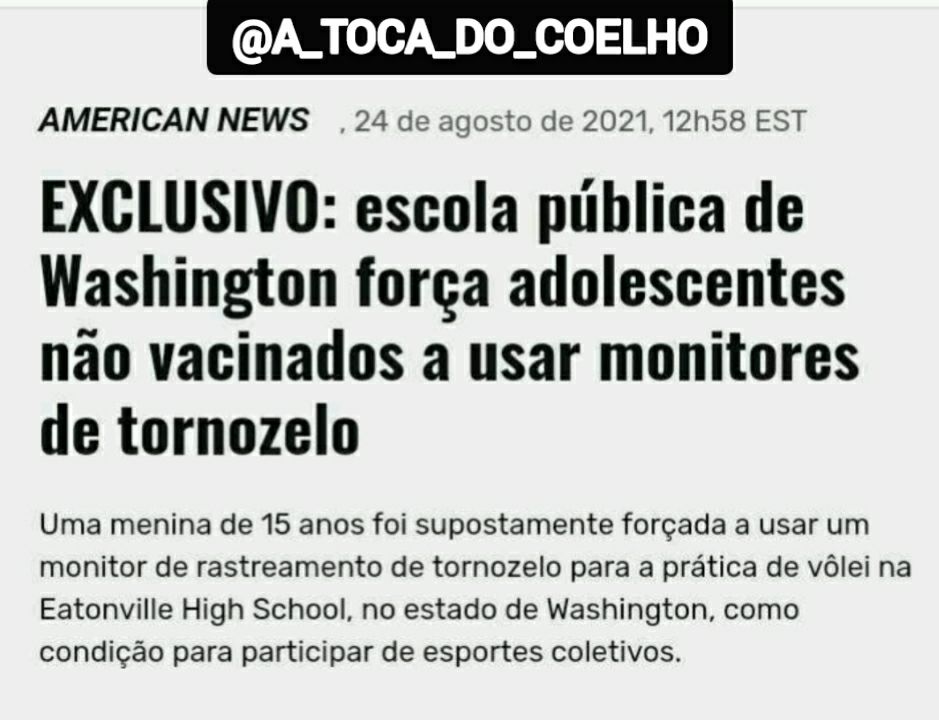 @A_TOCA_DO_COELHO
AMERICAN NEWS , 24 de agosto de 2021, 12h58 EST
EXCLUSIVO: escola pública de
Washington força adolescentes
não vacinados a usar monitores
de tornozelo
Uma menina de 15 anos foi supostamente forçada a usar um
monitor de rastreamento de tornozelo para a prática de vôlei na
Eatonville High School, no estado de Washington, como
condição para participar de esportes coletivos.